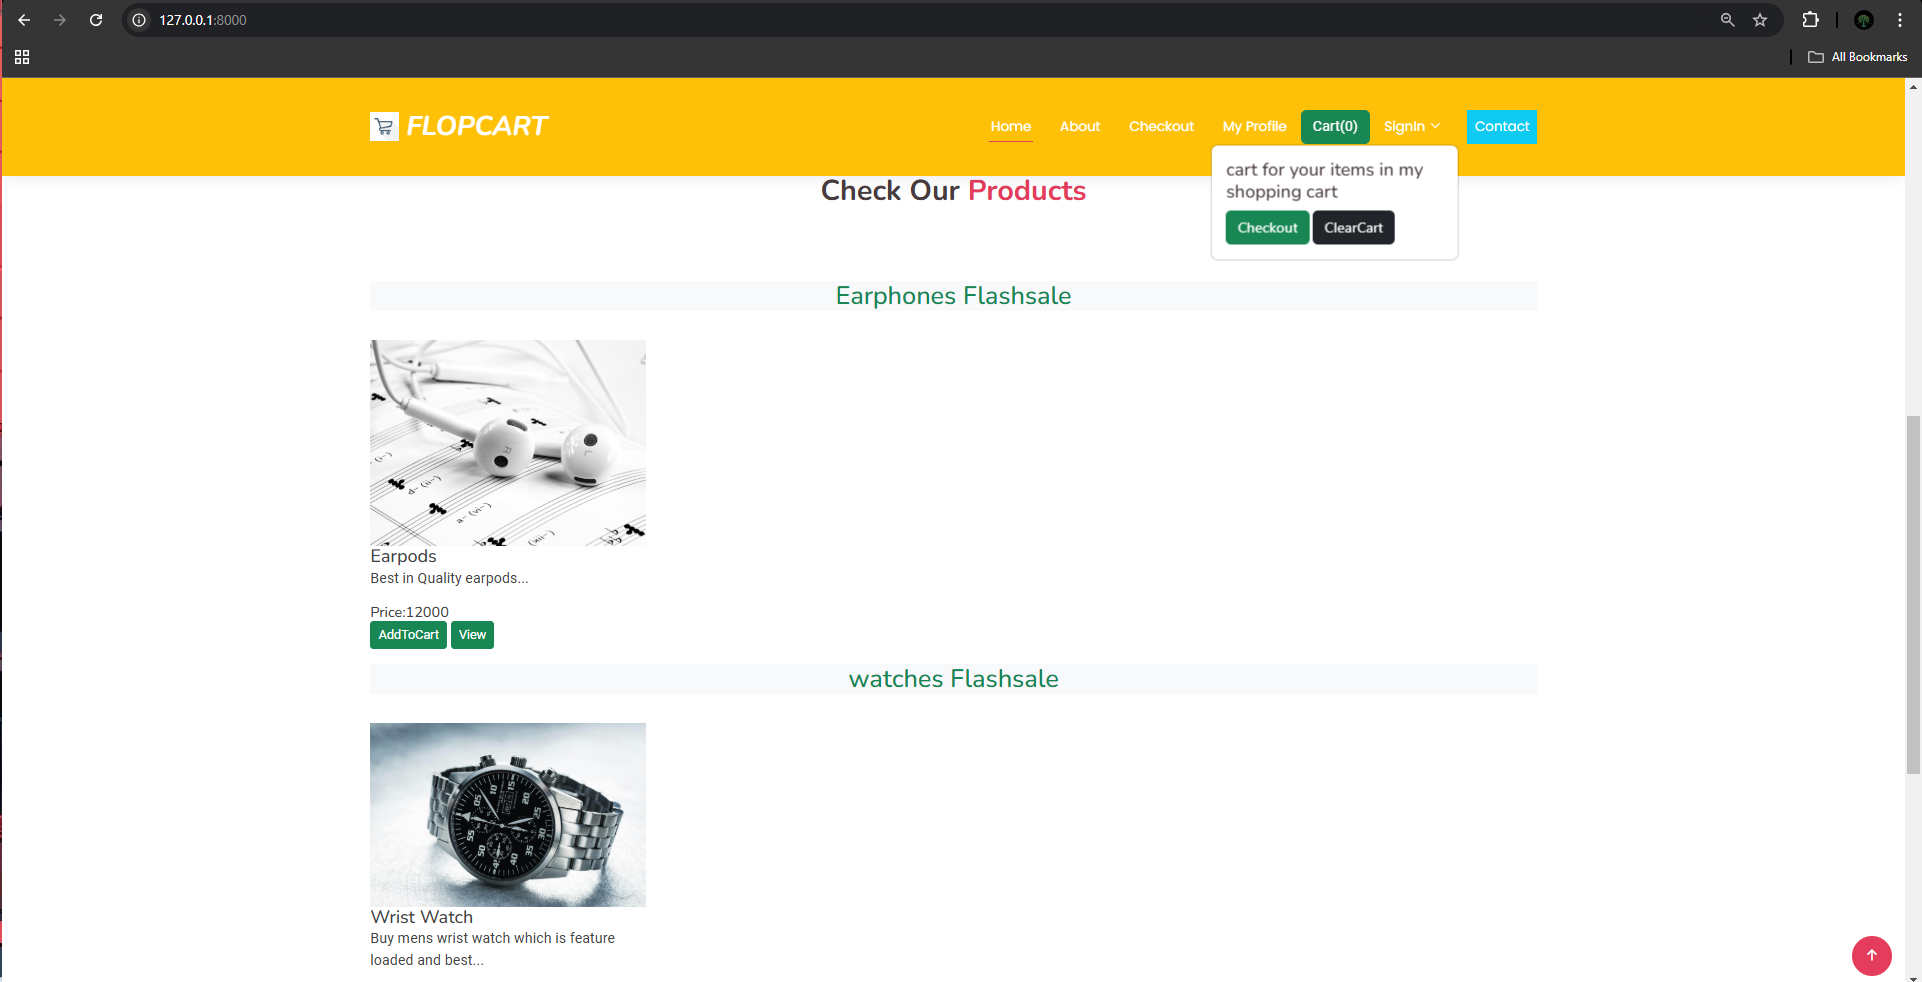 127.0.0.1:8000
All Bookmarks
FLOPCART
Home
About
Checkout
My Profile
Cart(0)
SignIn
Contact
cart for your items in my
shopping cart
Checkout
ClearCart
Check Our Products
Earphones Flashsale
Earpods
Best in Quality earpods...
Price:12000
AddToCart
View
watches Flashsale
Wrist Watch
Buy mens wrist watch which is feature
loaded and best...